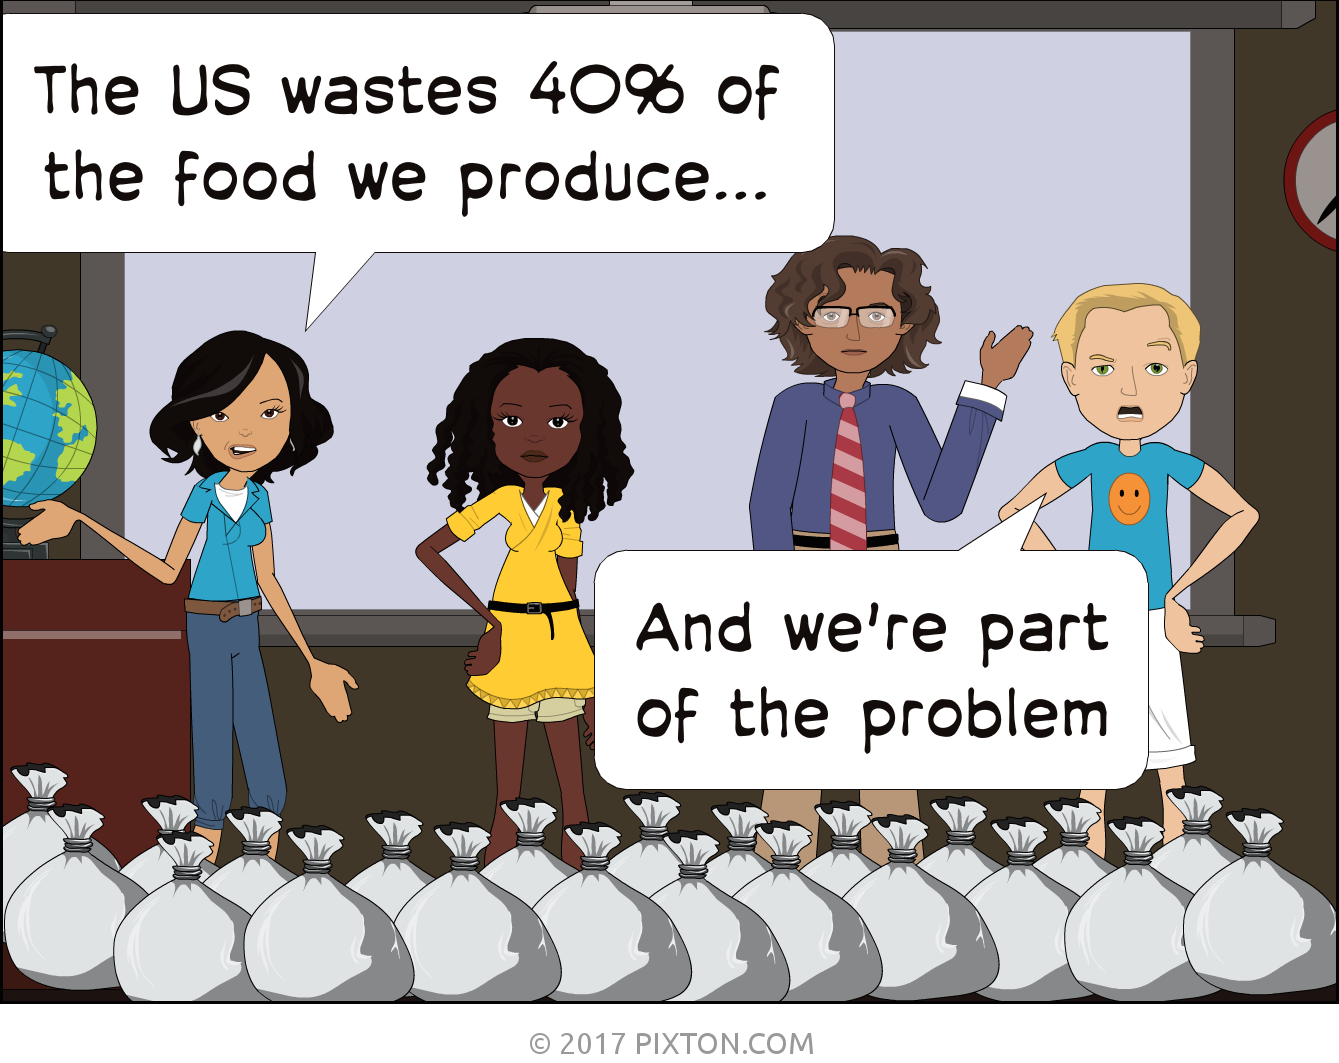 The US wastes 40% of
the food we produce...
And we're part
of the problem
© 2017 PIXTON.COM